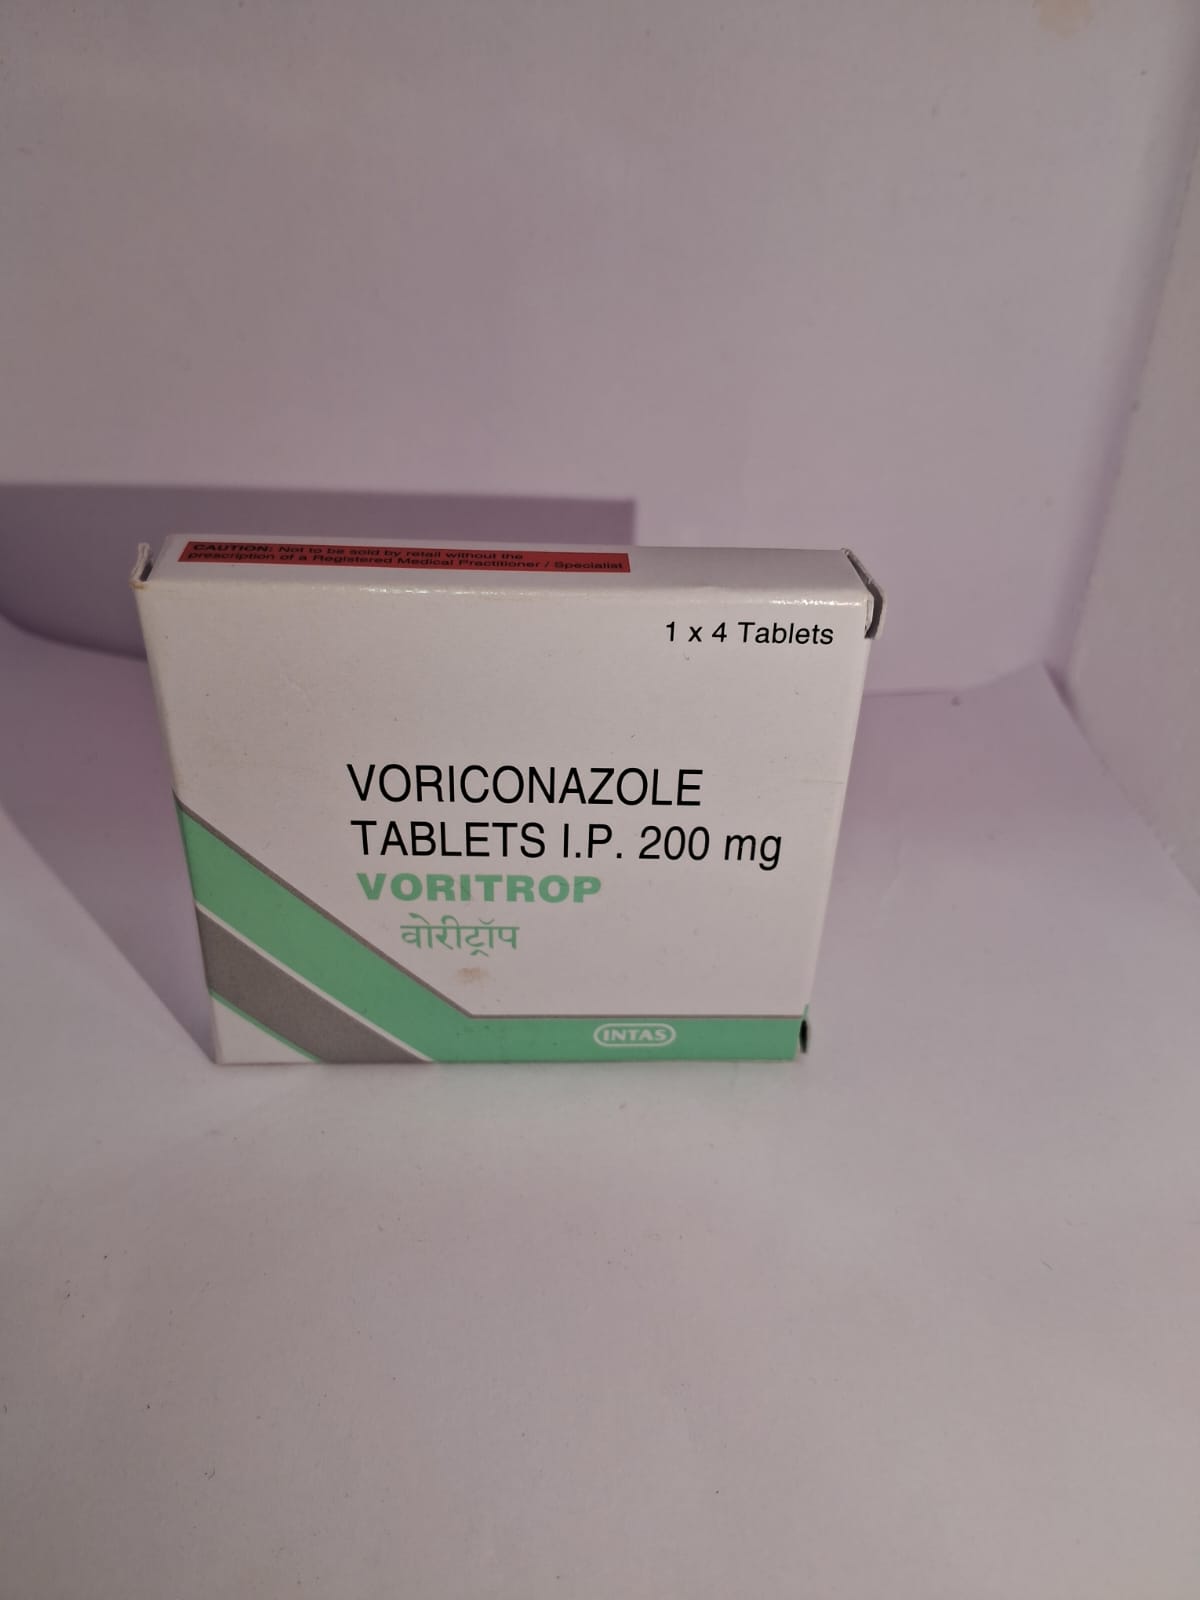 CAUTION: Not to be sold by retail without the
prescription of a Registered Medical Practitioner / Specialist
1 x 4 Tablets
VORICONAZOLE
TABLETS I.P. 200 mg
VORITROP
वोरीट्रॉप
INTAS